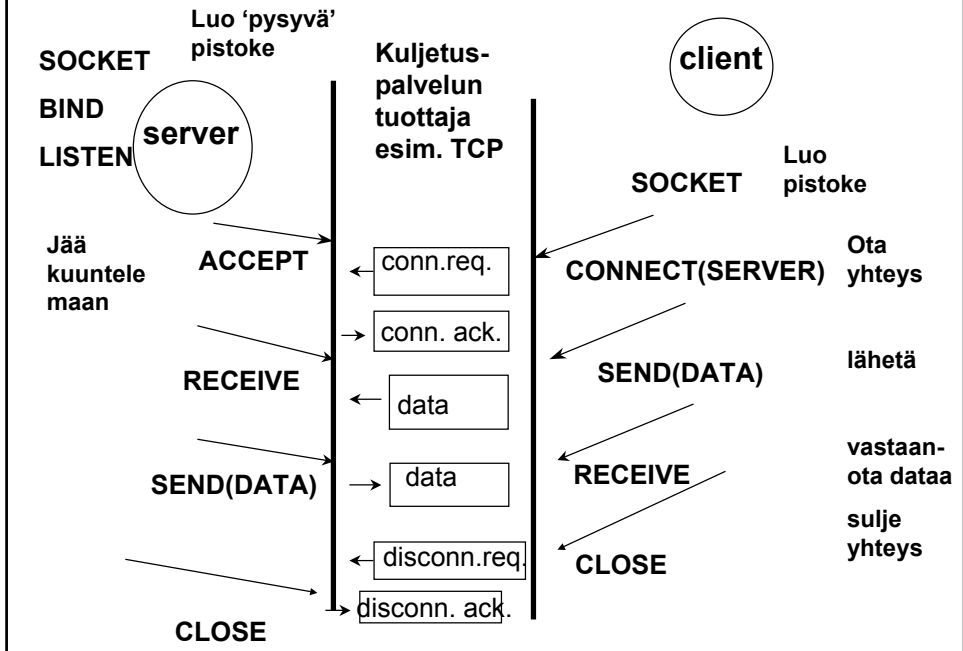 Luo ‘pysyvä’
pistoke
SOCKET
BIND
LISTEN
server
Kuljetus-
palvelun
tuottaja
esim. TCP
client
SOCKET
Luo
pistoke
Jää
kuuntele
maan
ACCEPT
conn.req.
CONNECT(SERVER)
Ota
yhteys
conn. ack.
RECEIVE
data
SEND(DATA)
lähetä
SEND(DATA)
data
RECEIVE
vastaan-
ota dataa
disconn.req.
CLOSE
sulje
yhteys
disconn. ack.
CLOSE